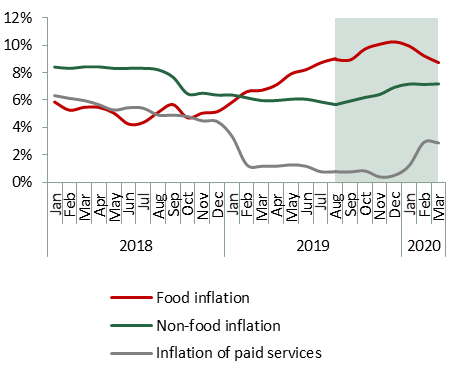 12%
10%
8%
6%
4%
2%
0%
Jan Feb Mar Apr May Jun Jul Aug Sep Oct Nov Dec Jan Feb Mar Apr May Jun Jul Aug Sep Oct Nov Dec Jan Feb Mar
2018 2019 2020
Food inflation
Non-food inflation
Inflation of paid services